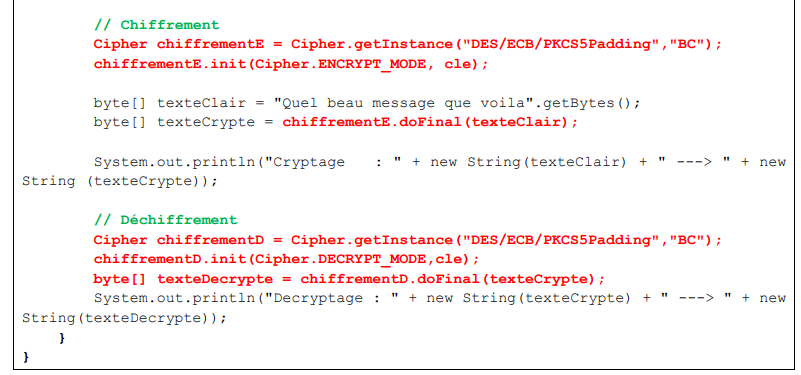 // Chiffrement
Cipher chiffrementE = Cipher.getInstance("DES/ECB/PKCS5Padding","BC");
chiffrementE.init(Cipher.ENCRYPT_MODE, cle);
byte[] texteClair = "Quel beau message que voila".getBytes();
byte[] texteCrypte = chiffrementE.doFinal(texteClair);
System.out.println("Cryptage   : " + new String(texteClair) + " ---> " + new
String (texteCrypte));
// Déchiffrement
Cipher chiffrementD = Cipher.getInstance("DES/ECB/PKCS5Padding","BC");
chiffrementD.init(Cipher.DECRYPT_MODE,cle);
byte[] texteDecrypte = chiffrementD.doFinal(texteCrypte);
System.out.println("Decryptage : " + new String(texteCrypte) + " ---> " + new
String(texteDecrypte));
}
}